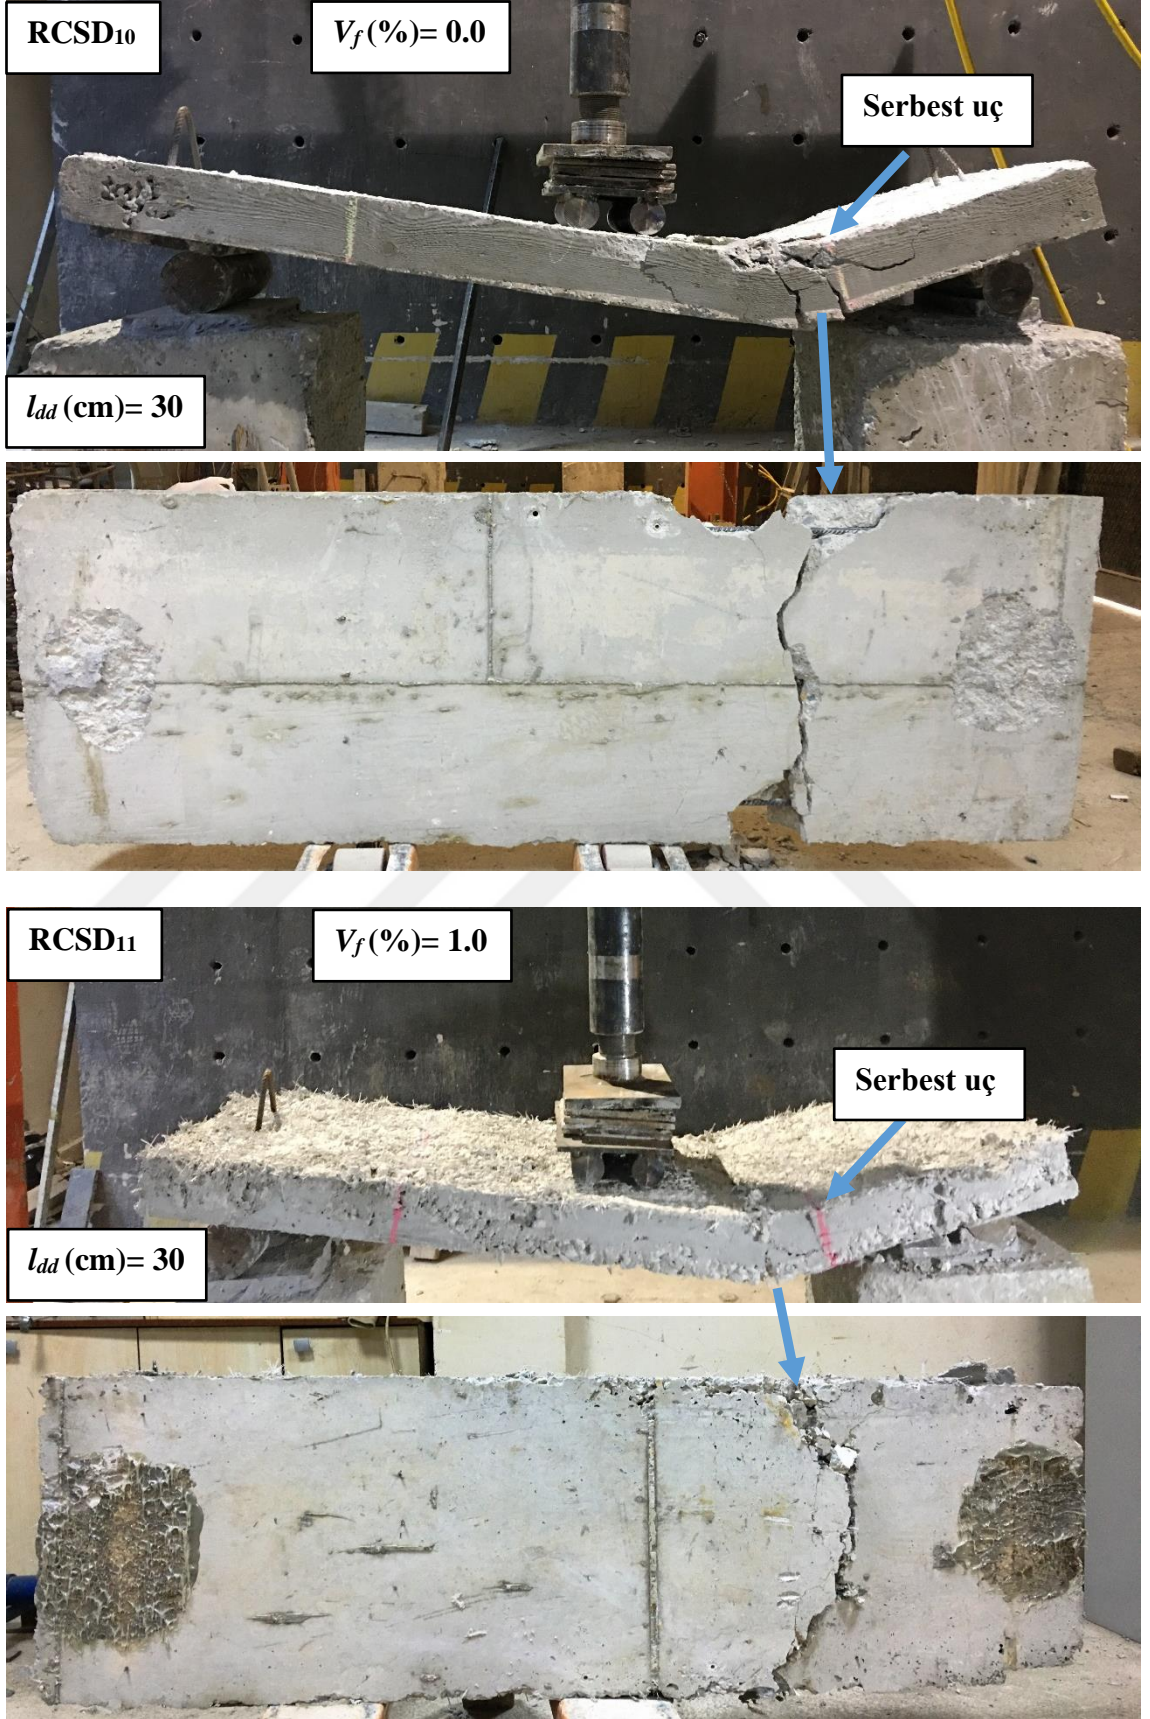 RCSD10
Vf (%)= 0.0
Serbest uç
ldd (cm)= 30
RCSD11
Vf (%)= 1.0
Serbest uç
ldd (cm)= 30